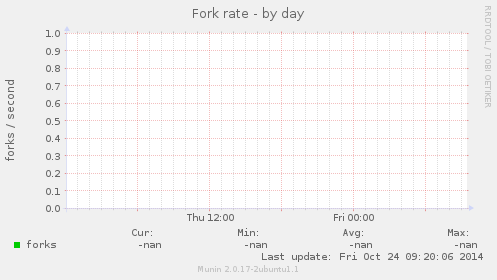 Fork rate - by day
RRDTOOL / TOBI OETIKER
forks / second
1.0
0.9
0.8
0.7
0.6
0.5
0.4
0.3
0.2
0.1
0.0
Thu 12:00 Fri 00:00
Cur: Min: Avg: Max:
forks -nan -nan -nan -nan
Last update: Fri Oct 24 09:20:06 2014
Munin 2.0.17-2ubuntu1.1